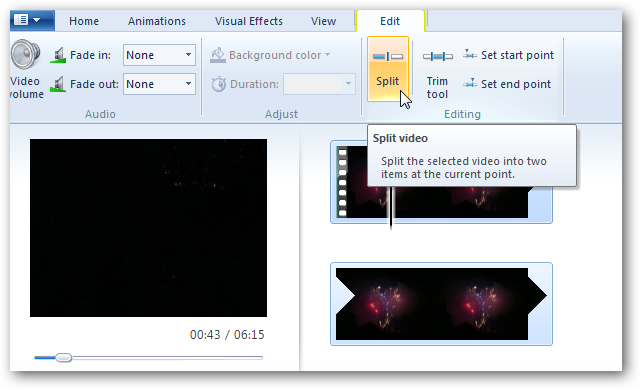 Home Animations Visual Effects View Edit
Video volume
Fade in: None
Fade out: None
Audio
Background color
Duration:
Adjust
Split
Trim tool
Set start point
Set end point
Editing
Split video
Split the selected video into two
items at the current point.
00:43 / 06:15